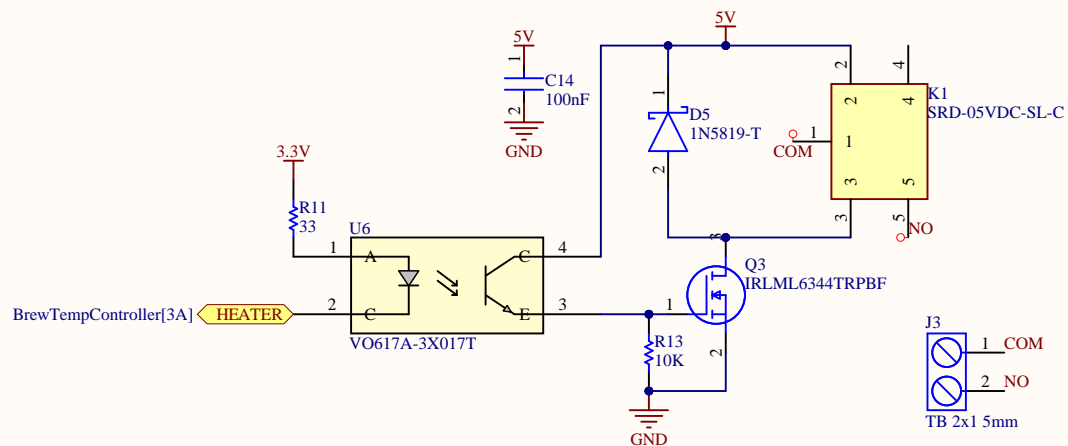 5V
5V
1
C14
100nF
2
GND
1
D5
1N5819-T
2
2
4
K1
SRD-05VDC-SL-C
2
4
1
1
COM
3
5
3
5
NO
3.3V
R11
33
U6
1
A
C
4
BrewTempController[3A]
HEATER
2
C
E
3
VO617A-3X017T
3
Q3
IRLML6344TRPBF
1
2
R13
10K
GND
J3
1
COM
2
NO
TB 2x1 5mm